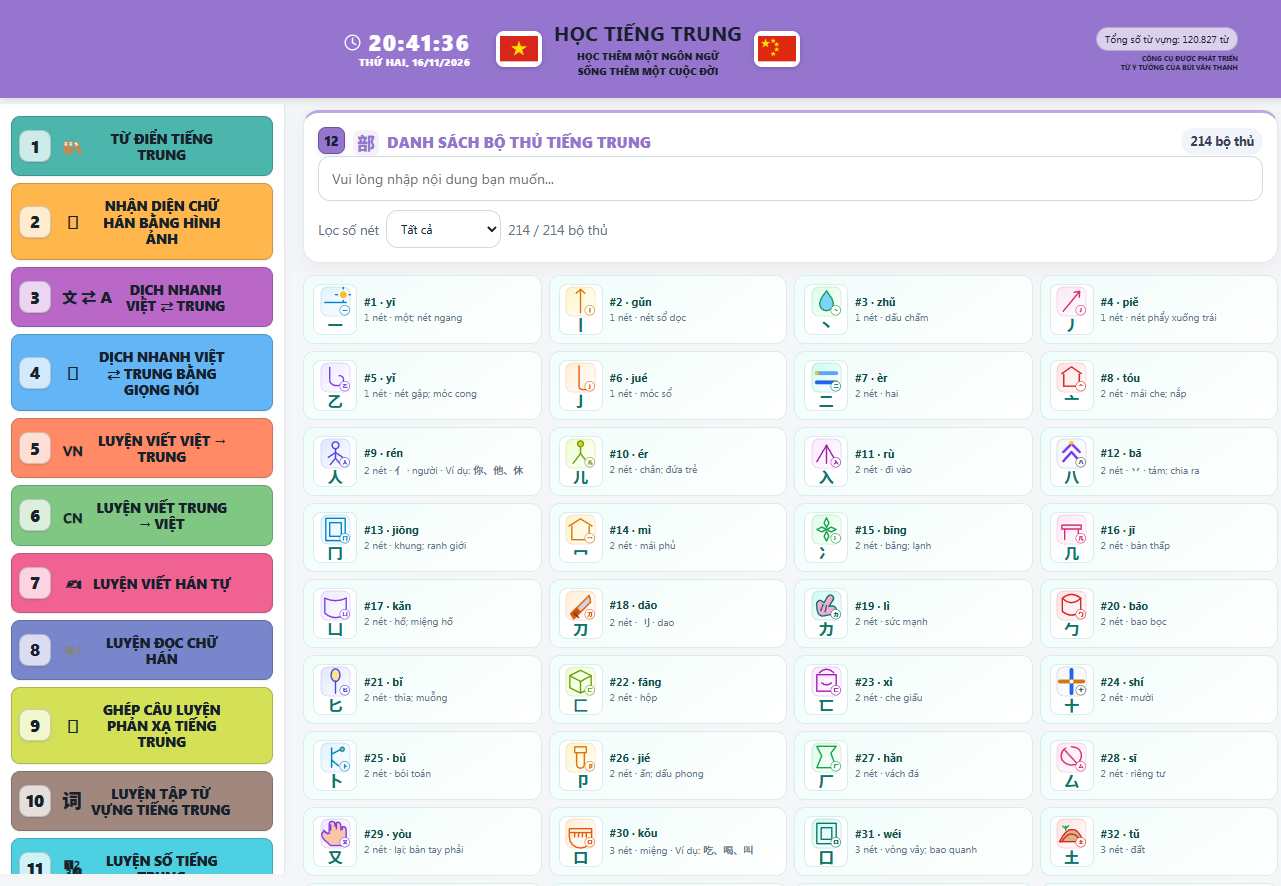 20:41:36
THỨ HAI, 16/11/2026
HỌC TIẾNG TRUNG
HỌC THÊM MỘT NGÔN NGỮ
SỐNG THÊM MỘT CUỘC ĐỜI
Tổng số từ vựng: 120.827 từ
CÔNG CỤ ĐƯỢC PHÁT TRIỂN
TỪ Ý TƯỞNG CỦA BÙI VĂN THANH
1 TỪ ĐIỂN TIẾNG
TRUNG
2 NHẬN DIỆN CHỮ
HÁN BẰNG HÌNH
ẢNH
3 文 ⇄ A DỊCH NHANH
VIỆT ⇄ TRUNG
4 DỊCH NHANH VIỆT
⇄ TRUNG BẰNG
GIỌNG NÓI
5 VN LUYỆN VIẾT VIỆT →
TRUNG
6 CN LUYỆN VIẾT TRUNG
→ VIỆT
7 LUYỆN VIẾT HÁN TỰ
8 LUYỆN ĐỌC CHỮ
HÁN
9 GHÉP CÂU LUYỆN
PHẢN XẠ TIẾNG
TRUNG
10 词 LUYỆN TẬP TỪ
VỰNG TIẾNG TRUNG
11 LUYỆN SỐ TIẾNG
TRUNG
12 部 DANH SÁCH BỘ THỦ TIẾNG TRUNG
214 bộ thủ
Vui lòng nhập nội dung bạn muốn...
Lọc số nét Tất cả 214 / 214 bộ thủ
一 #1 · yī
1 nét · một; nét ngang
丨 #2 · gǔn
1 nét · nét sổ dọc
丶 #3 · zhǔ
1 nét · dấu chấm
丿 #4 · piě
1 nét · nét phẩy xuống trái
乙 #5 · yǐ
1 nét · nét gập; móc cong
亅 #6 · jué
1 nét · móc sổ
二 #7 · èr
2 nét · hai
亠 #8 · tóu
2 nét · mái che; nắp
人 #9 · rén
2 nét · 亻 · người · Ví dụ: 你、他、休
儿 #10 · ér
2 nét · chân; đứa trẻ
入 #11 · rù
2 nét · đi vào
八 #12 · bā
2 nét · 丷 · tám; chia ra
冂 #13 · jiōng
2 nét · khung; ranh giới
冖 #14 · mì
2 nét · mái phủ
冫 #15 · bīng
2 nét · băng; lạnh
几 #16 · jī
2 nét · bàn thấp
凵 #17 · kǎn
2 nét · hố; miệng hố
刀 #18 · dāo
2 nét · 刂 · dao
力 #19 · lì
2 nét · sức mạnh
勹 #20 · bāo
2 nét · bao bọc
匕 #21 · bǐ
2 nét · thìa; muỗng
匚 #22 · fāng
2 nét · hộp
匸 #23 · xì
2 nét · che giấu
十 #24 · shí
2 nét · mười
卜 #25 · bǔ
2 nét · bói toán
卩 #26 · jié
2 nét · ấn; dấu phong
厂 #27 · hǎn
2 nét · vách đá
厶 #28 · sī
2 nét · riêng tư
又 #29 · yòu
2 nét · lại; bàn tay phải
口 #30 · kǒu
3 nét · miệng · Ví dụ: 吃、喝、叫
囗 #31 · wéi
3 nét · vòng vây; bao quanh
土 #32 · tǔ
3 nét · đất